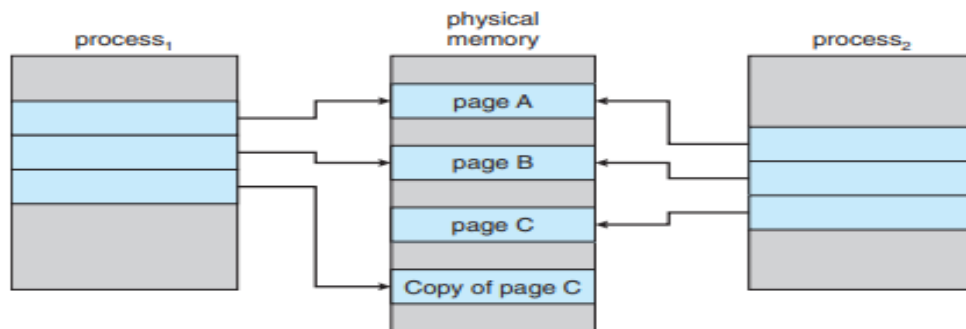 physical
memory
process₁
process₂
page A
page B
page C
Copy of page C